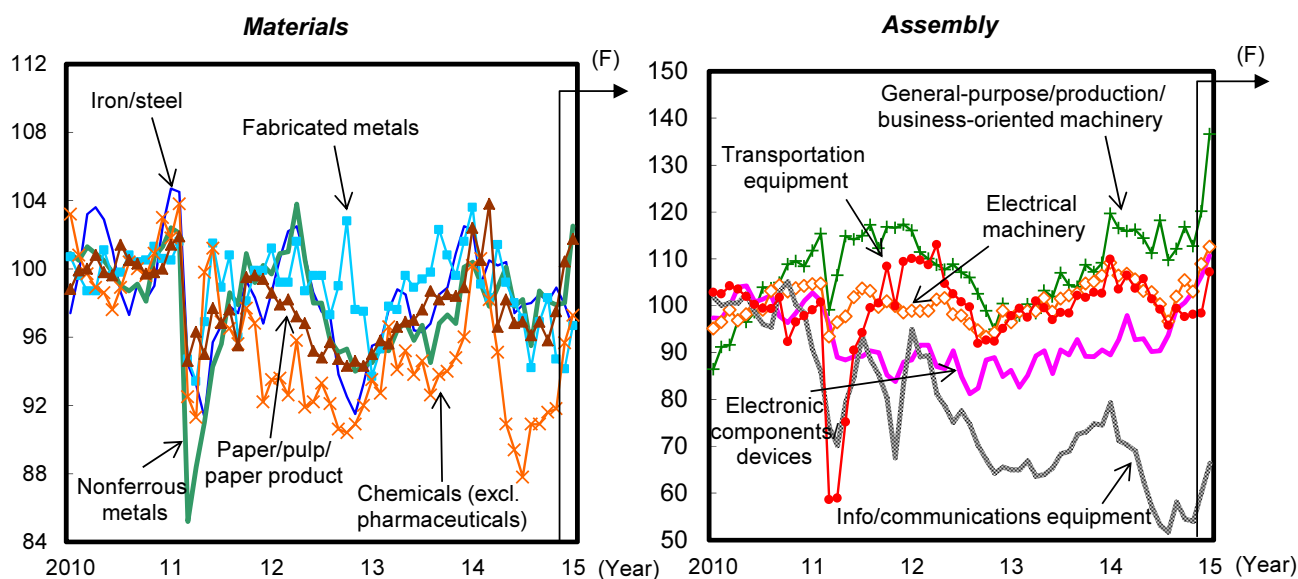 Materials
112
108
104
100
96
92
88
84
2010
11
12
13
14
15
(Year)
(F)
Iron/steel
Fabricated metals
Nonferrous
metals
Paper/pulp/
paper product
Chemicals (excl.
pharmaceuticals)
Assembly
150
140
130
120
110
100
90
80
70
60
50
2010
11
12
13
14
15
(Year)
(F)
General-purpose/production/
business-oriented machinery
Transportation
equipment
Electrical
machinery
Electronic
components/
devices
Info/communications equipment